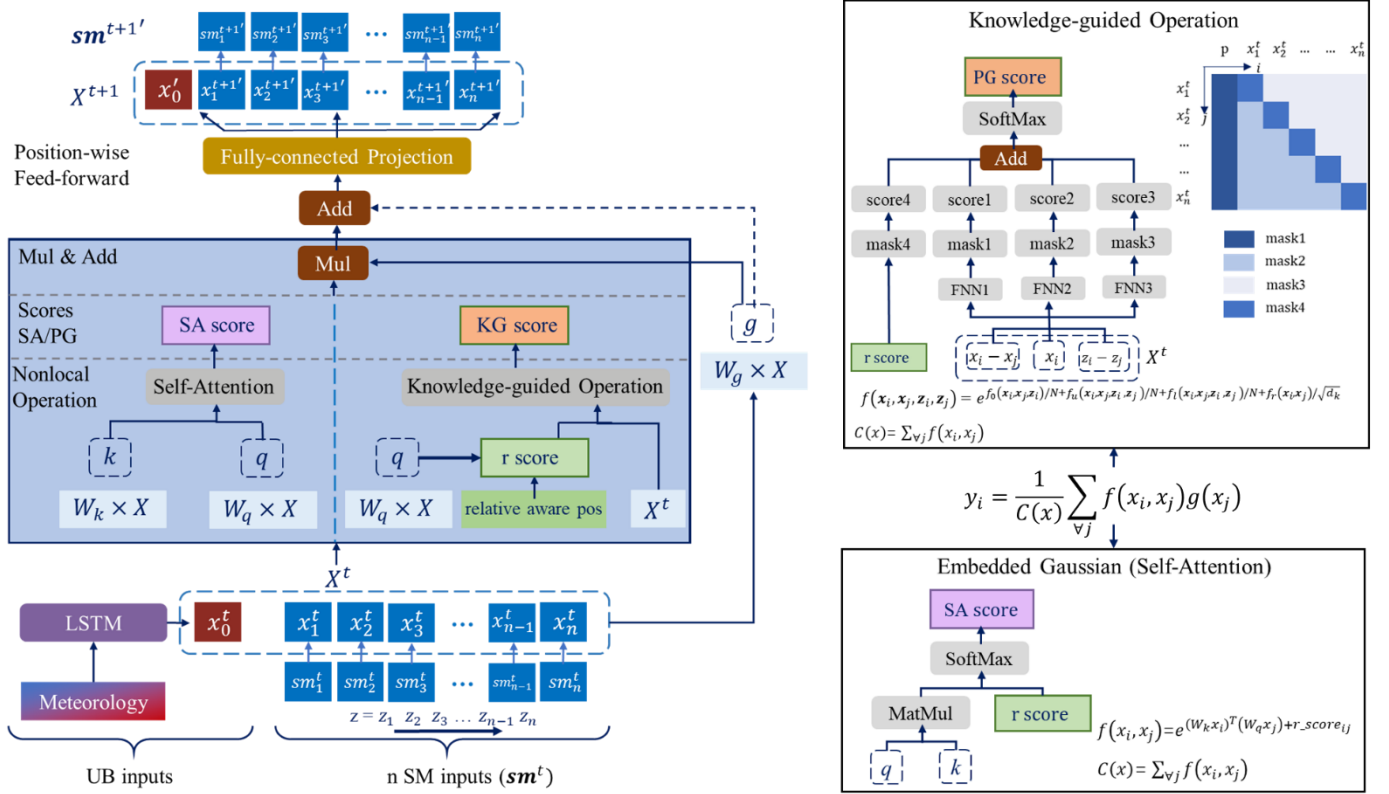 sm^{t+1′}
sm_1^{t+1′} sm_2^{t+1′} sm_3^{t+1′} ... sm_{n-1}^{t+1′} sm_n^{t+1′}
X^{t+1}
x_0′ x_1^{t+1′} x_2^{t+1′} x_3^{t+1′} ... x_{n-1}^{t+1′} x_n^{t+1′}
Position-wise
Feed-forward
Fully-connected Projection
Add
Mul & Add
Mul
Scores
SA/PG
SA score
KG score
g
W_g × X
Nonlocal
Operation
Self-Attention
Knowledge-guided Operation
k
q
q
r score
W_k × X
W_q × X
W_q × X
relative aware pos
X^t
X^t
LSTM
x_0^t
x_1^t x_2^t x_3^t ... x_{n-1}^t x_n^t
Meteorology
sm_1^t sm_2^t sm_3^t ... sm_{n-1}^t sm_n^t
z = z_1 z_2 z_3 ... z_{n-1} z_n
UB inputs
n SM inputs (sm^t)
Knowledge-guided Operation
PG score
SoftMax
Add
score4 score1 score2 score3
mask4 mask1 mask2 mask3
FNN1 FNN2 FNN3
r score
x_i − x_j x_i z_i − z_j X^t
p x_1^t x_2^t ... ... x_n^t
i
x_1^t
j
x_2^t
...
...
x_n^t
mask1
mask2
mask3
mask4
f(x_i, x_j, z_i, z_j) = e^{f_0(x_i,x_j,z_i)/N+f_u(x_i,x_j,z_i,z_j)/N+f_l(x_i,x_j,z_i,z_j)/N+f_r(x_i,x_j)/√d_k}
C(x)= ∑_{∀j} f(x_i, x_j)
y_i = \frac{1}{C(x)} ∑_{∀j} f(x_i, x_j)g(x_j)
Embedded Gaussian (Self-Attention)
SA score
SoftMax
MatMul
r score
q
k
f(x_i, x_j)=e^{(W_k x_i)^T(W_q x_j)+r_score_{ij}}
C(x) = ∑_{∀j} f(x_i, x_j)